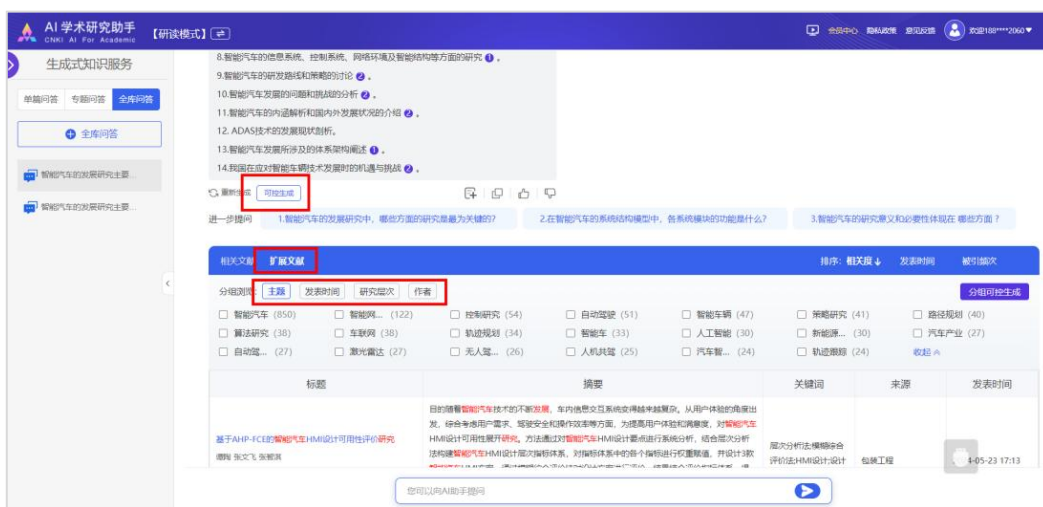 AI 学术研究助手
CNKI AI For Academic
【研读模式】
会员中心 隐私政策 意见反馈 欢迎188****2060▼
生成式知识服务
单篇问答 专题问答 全库问答
全库问答
智能汽车的发展研究主要...
智能汽车的发展研究主要...
8.智能汽车的信息系统、控制系统、网络环境及智能结构等方面的研究 1 。
9.智能汽车的研发路线和策略的讨论 2 。
10.智能汽车发展的问题和挑战的分析 2 。
11.智能汽车的内涵解析和国内外发展状况的介绍 2 。
12. ADAS技术的发展现状剖析。
13.智能汽车发展所涉及的体系架构阐述 1 。
14.我国在应对智能车辆技术发展时的机遇与挑战 2 。
重新生成 可控生成
进一步提问 1.智能汽车的发展研究中，哪些方面的研究是最为关键的? 2.在智能汽车的系统结构模型中，各系统模块的功能是什么? 3.智能汽车的研究意义和必要性体现在 哪些方面？
相关文献 扩展文献 排序: 相关度↓ 发表时间 被引频次
分组浏览: 主题 发表时间 研究层次 作者 分组可控生成
智能汽车 (850) 智能网... (122) 控制研究 (54) 自动驾驶 (51) 智能车辆 (47) 策略研究 (41) 路径规划 (40)
算法研究 (38) 车联网 (38) 轨迹规划 (34) 智能车 (33) 人工智能 (30) 新能源... (30) 汽车产业 (27)
自动驾... (27) 激光雷达 (27) 无人驾... (26) 人机共驾 (25) 汽车智... (24) 轨迹跟踪 (24) 收起
标题 摘要 关键词 来源 发表时间
目的随着智能汽车技术的不断发展，车内信息交互系统变得越来越复杂。从用户体验的角度出
发，综合考虑用户需求、驾驶安全和操作效率等方面，为提高用户体验和满意度，对智能汽车
HMI设计可用性展开研究。方法通过对智能汽车HMI设计要点进行系统分析，结合层次分析
法构建智能汽车HMI设计层次指标体系，对指标体系中的各个指标进行权重赋值，并设计3款
基于AHP-FCE的智能汽车HMI设计可用性评价研究
谭 张文飞
层次分析法;模糊综合
评价法;HMI设计;设计
包装工程
4-05-23 17:13
您可以向AI助手提问